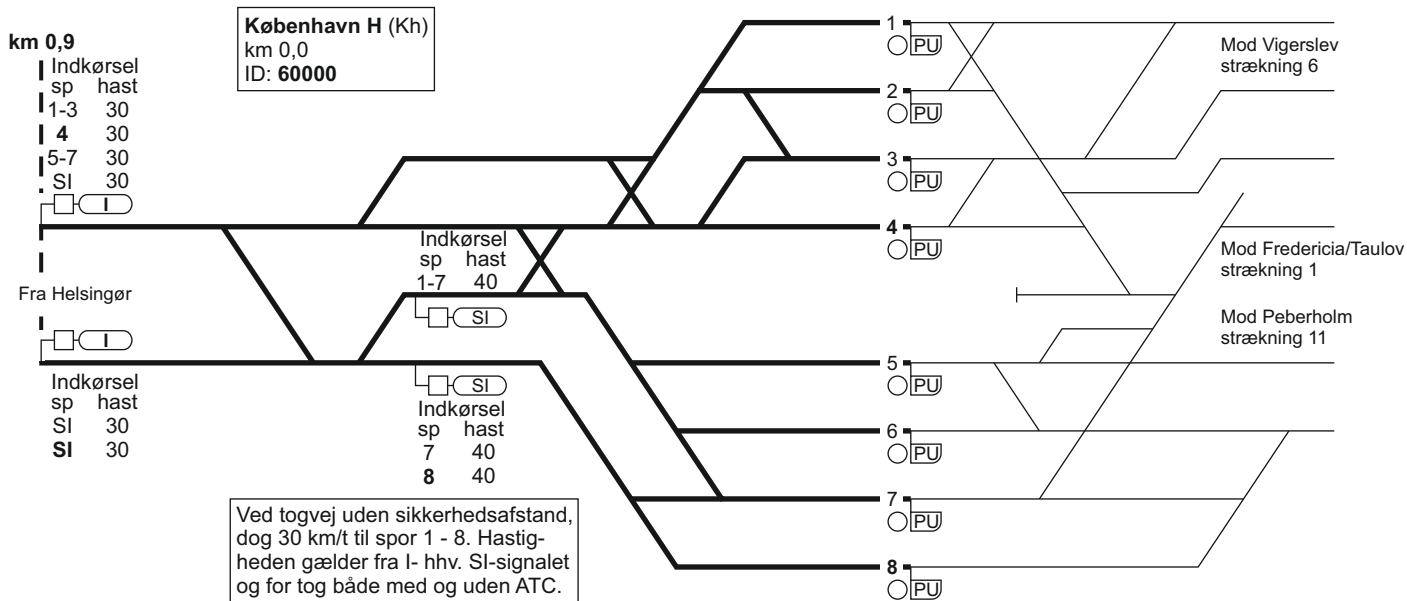 km 0,9
Indkørsel
sp hast
1-3 30
4 30
5-7 30
SI 30
I
Fra Helsingør
I
Indkørsel
sp hast
SI 30
SI 30
København H (Kh)
km 0,0
ID: 60000
Indkørsel
sp hast
1-7 40
SI
SI
Indkørsel
sp hast
7 40
8 40
Ved togvej uden sikkerhedsafstand,
dog 30 km/t til spor 1 - 8. Hastig-
heden gælder fra I- hhv. SI-signalet
og for tog både med og uden ATC.
1
PU
2
PU
3
PU
4
PU
5
PU
6
PU
7
PU
8
PU
Mod Vigerslev
strækning 6
Mod Fredericia/Taulov
strækning 1
Mod Peberholm
strækning 11